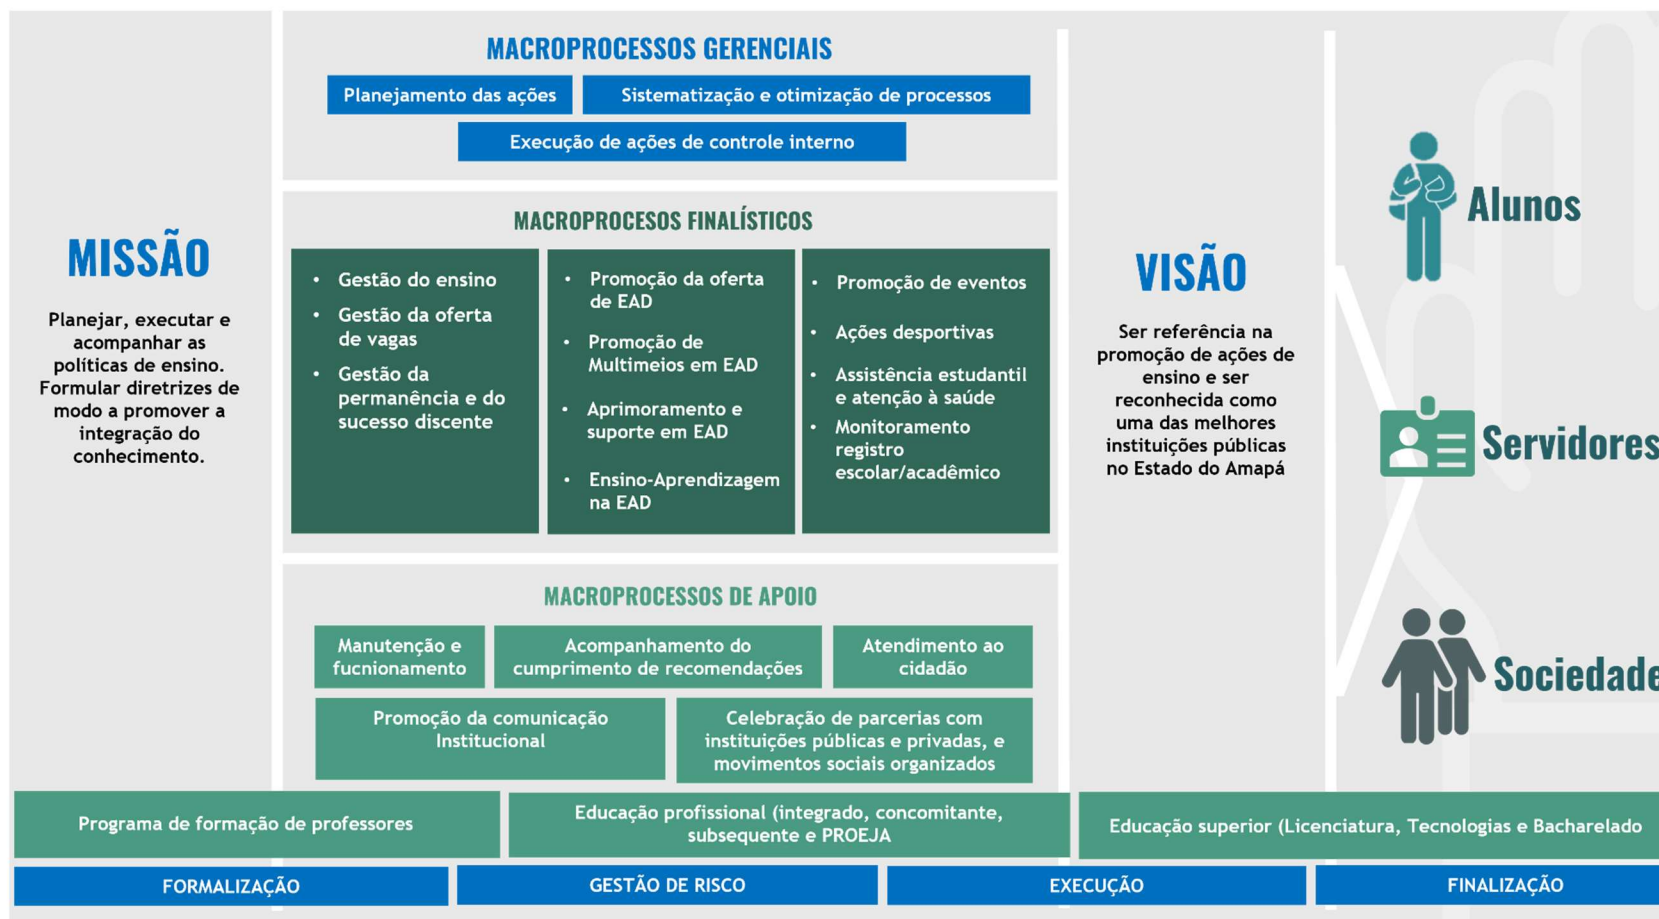 MACROPROCESSOS GERENCIAIS
Planejamento das ações
Sistematização e otimização de processos
Execução de ações de controle interno
MISSÃO
Planejar, executar e
acompanhar as
políticas de ensino.
Formular diretrizes de
modo a promover a
integração do
conhecimento.
MACROPROCESOS FINALÍSTICOS
• Gestão do ensino
• Gestão da oferta
de vagas
• Gestão da
permanência e do
sucesso discente
• Promoção da oferta
de EAD
• Promoção de
Multimeios em EAD
• Aprimoramento e
suporte em EAD
• Ensino-Aprendizagem
na EAD
• Promoção de eventos
• Ações desportivas
• Assistência estudantil
e atenção à saúde
• Monitoramento
registro
escolar/acadêmico
MACROPROCESSOS DE APOIO
Manutenção e
fucnionamento
Acompanhamento do
cumprimento de recomendações
Atendimento ao
cidadão
Promoção da comunicação
Institucional
Celebração de parcerias com
instituições públicas e privadas, e
movimentos sociais organizados
VISÃO
Ser referência na
promoção de ações de
ensino e ser
reconhecida como
uma das melhores
instituições públicas
no Estado do Amapá
Alunos
Servidores
Sociedade
Programa de formação de professores
Educação profissional (integrado, concomitante,
subsequente e PROEJA
Educação superior (Licenciatura, Tecnologias e Bacharelado
FORMALIZAÇÃO
GESTÃO DE RISCO
EXECUÇÃO
FINALIZAÇÃO